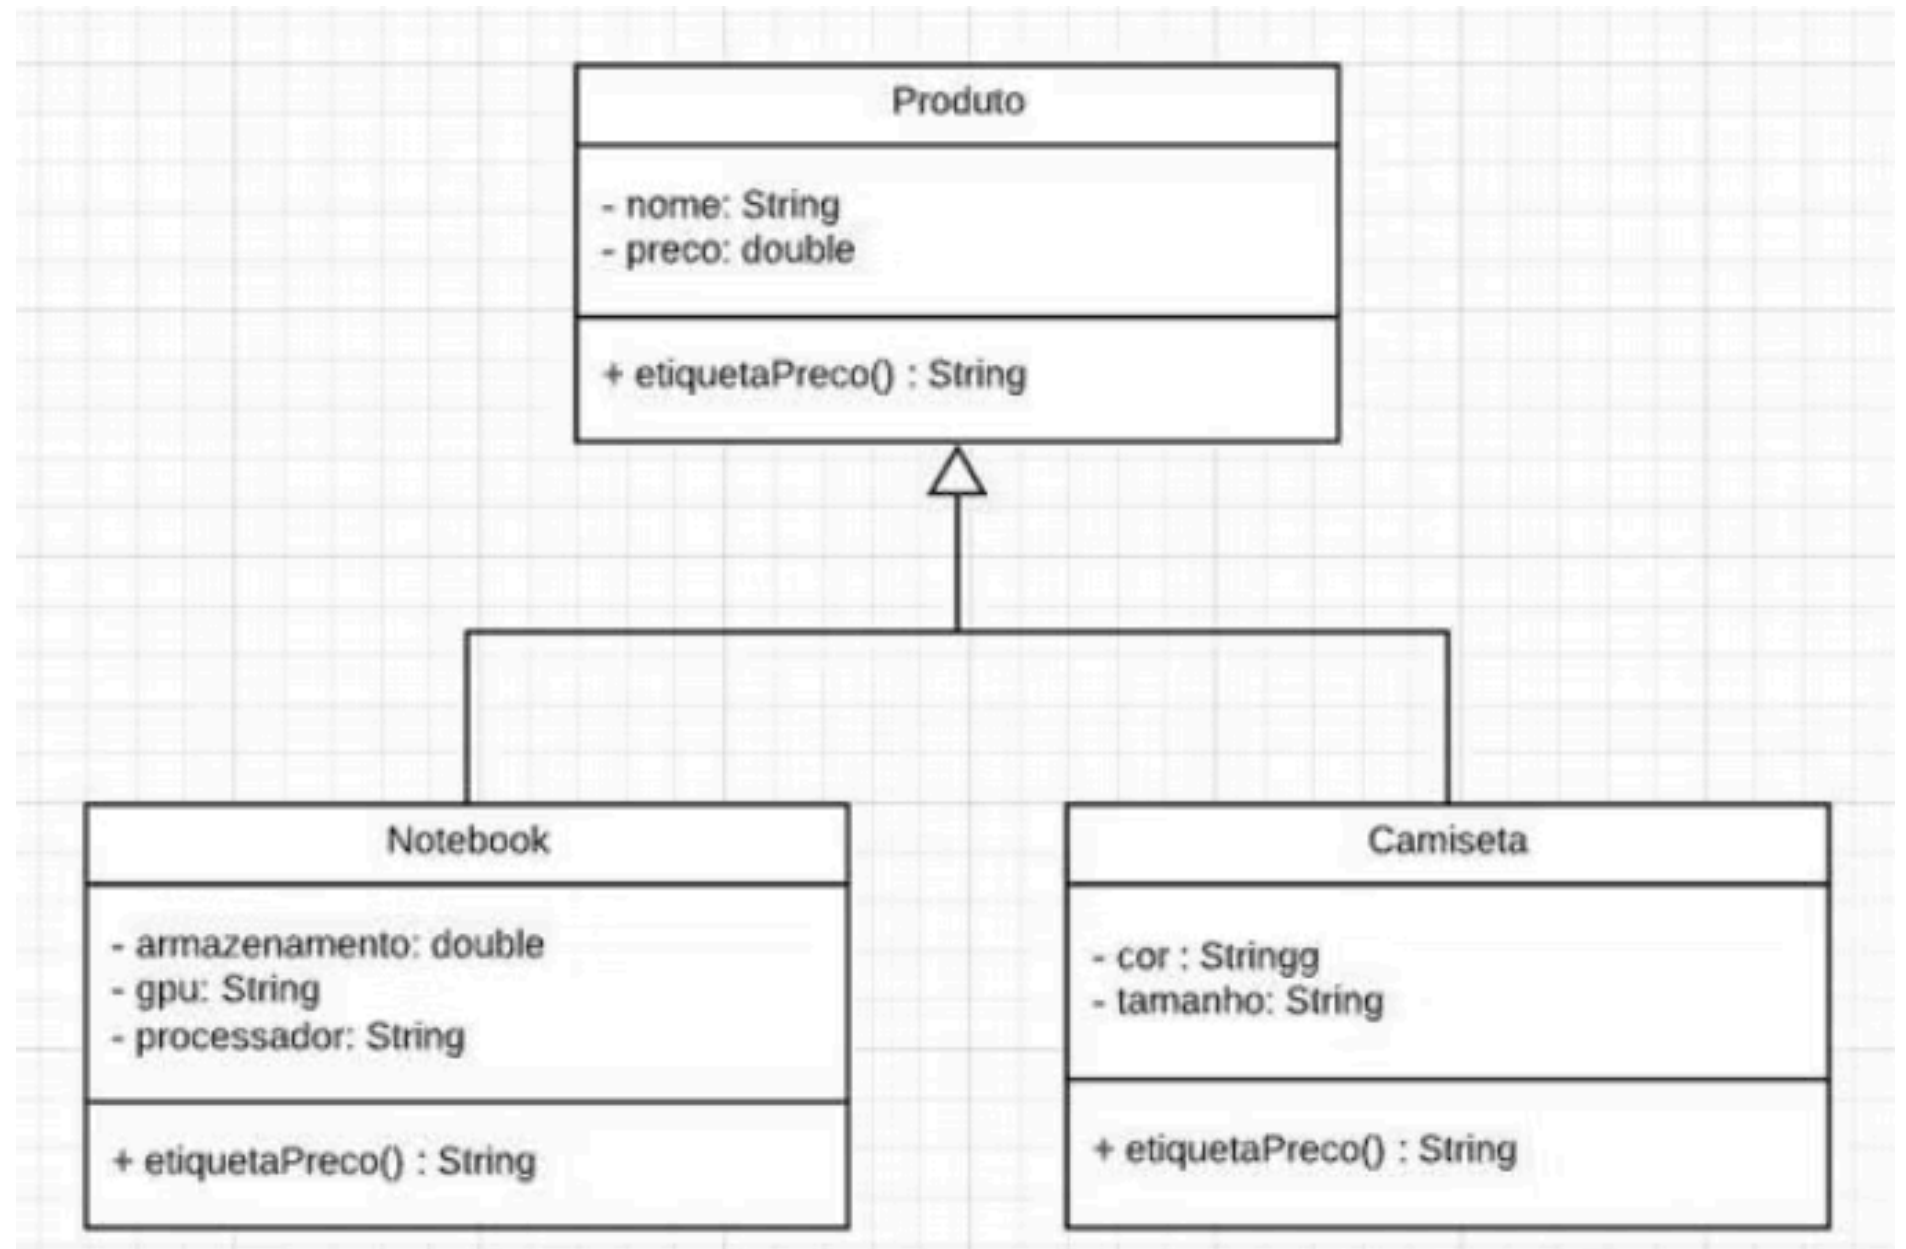 Produto
- nome: String
- preco: double
+ etiquetaPreco() : String
Notebook
- armazenamento: double
- gpu: String
- processador: String
+ etiquetaPreco() : String
Camiseta
- cor : Stringg
- tamanho: String
+ etiquetaPreco() : String